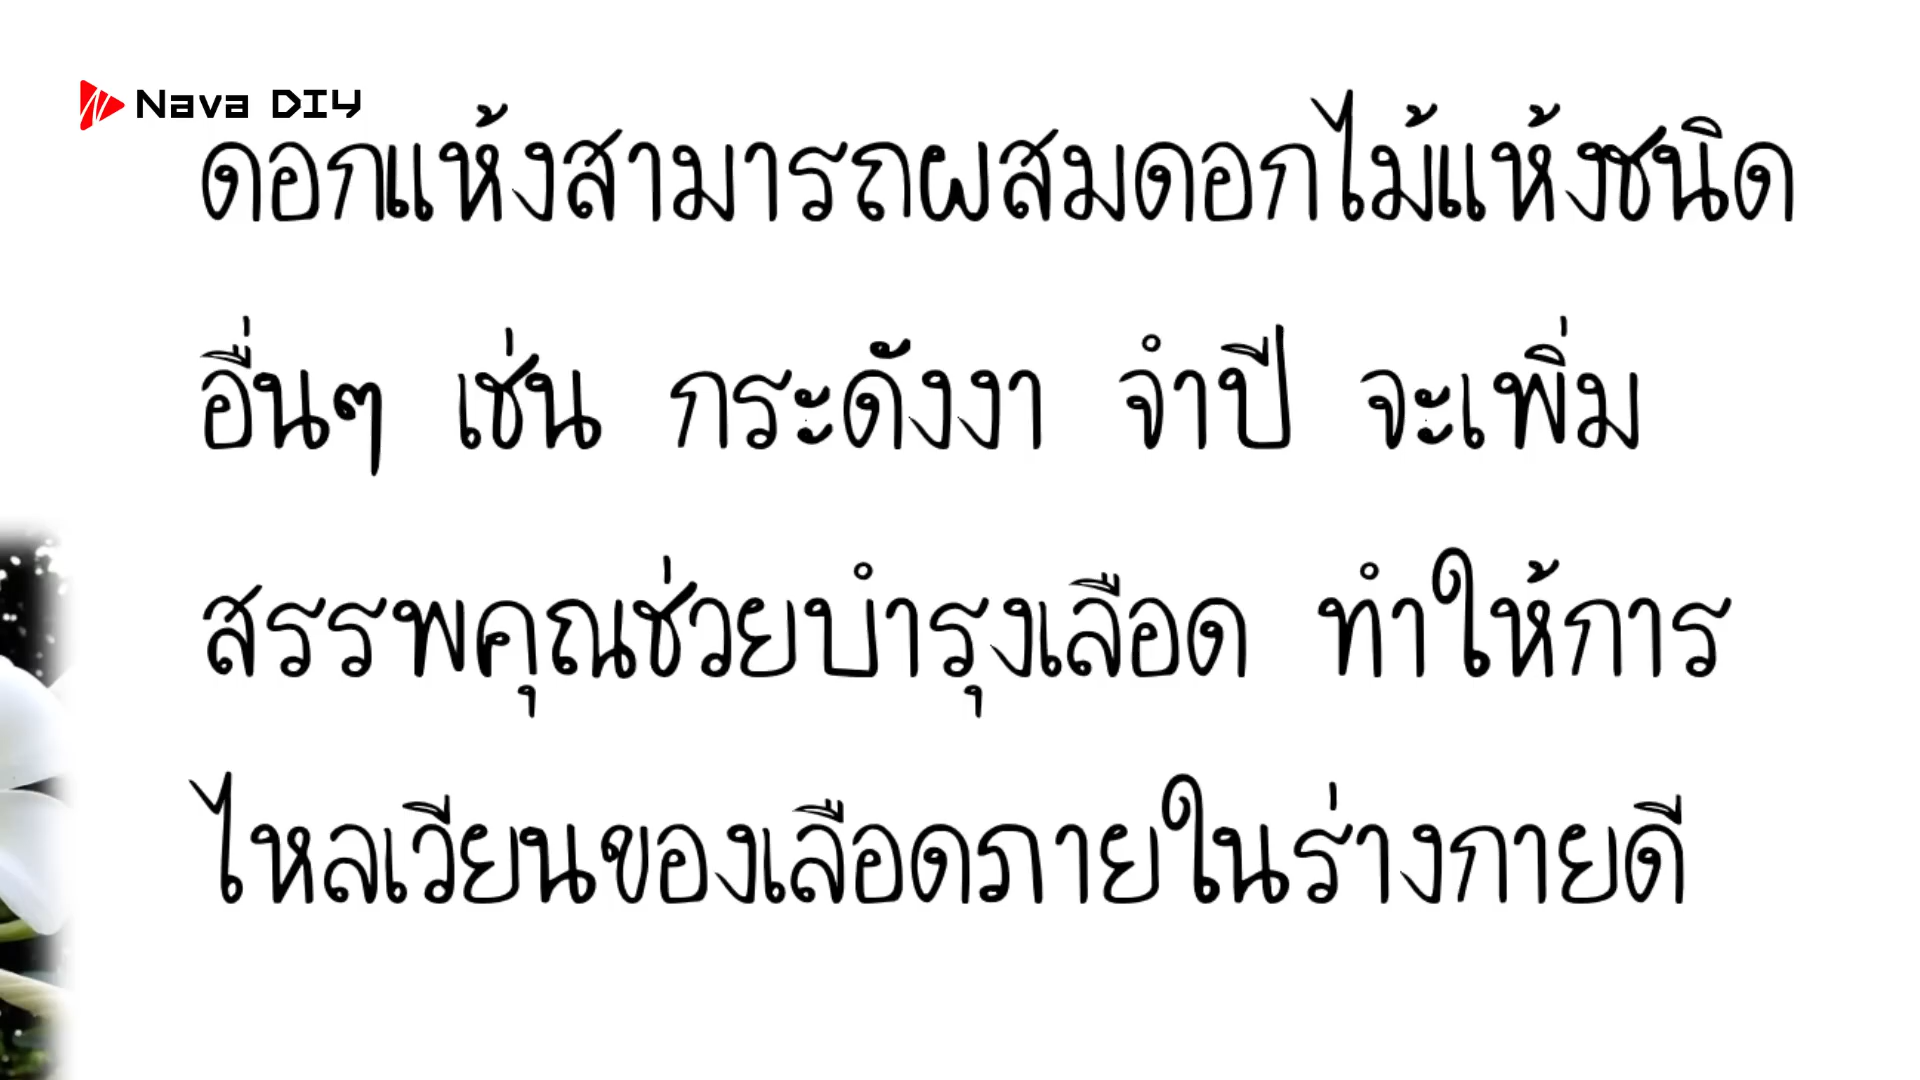 Nava DIY
ดอกแห้งสามารถผสมดอกไม้แห้งชนิด
อื่นๆ เช่น กระดังงา จำปี จะเพิ่ม
สรรพคุณช่วยบำรุงเลือด ทำให้การ
ไหลเวียนของเลือดภายในร่างกายดี